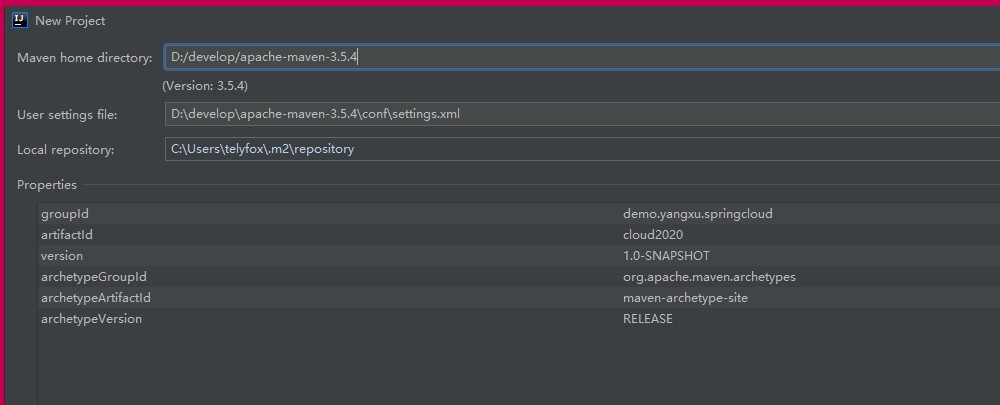 New Project
Maven home directory: D:/develop/apache-maven-3.5.4
(Version: 3.5.4)
User settings file: D:\develop\apache-maven-3.5.4\conf\settings.xml
Local repository: C:\Users\telyfox\.m2\repository
Properties
groupId demo.yangxu.springcloud
artifactId cloud2020
version 1.0-SNAPSHOT
archetypeGroupId org.apache.maven.archetypes
archetypeArtifactId maven-archetype-site
archetypeVersion RELEASE